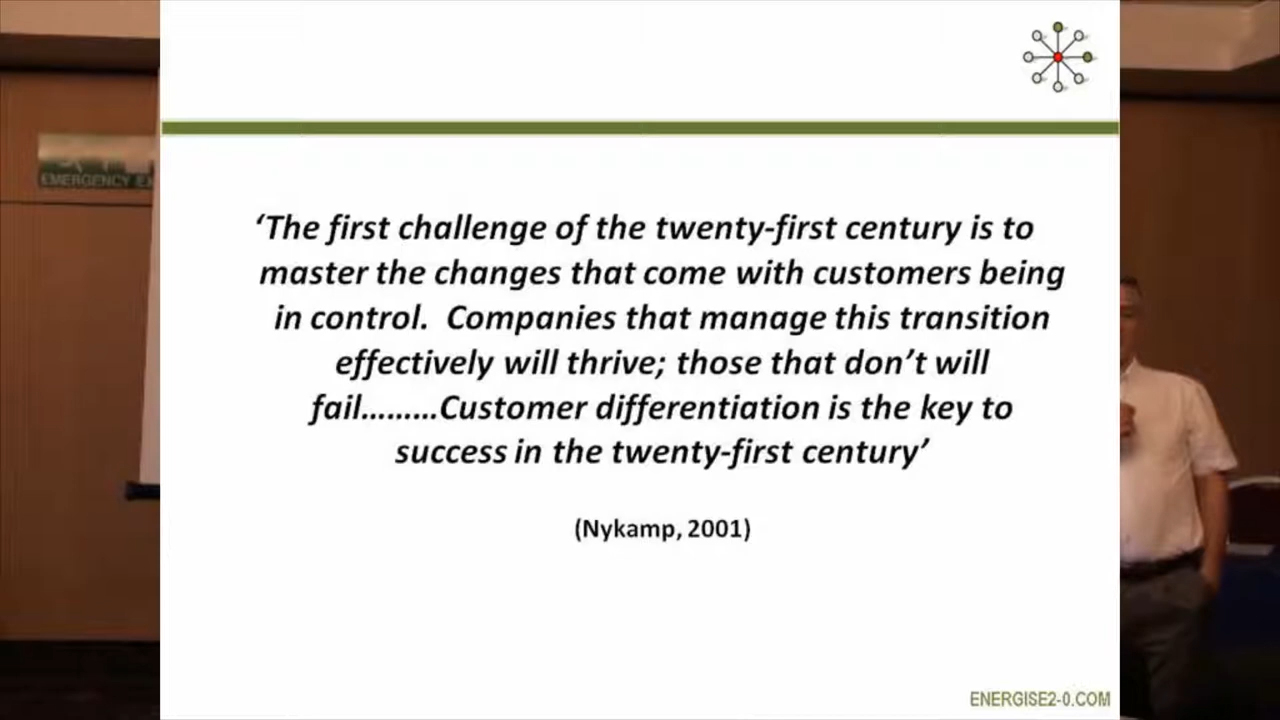 EMERGENCY
‘The first challenge of the twenty-first century is to
master the changes that come with customers being
in control.  Companies that manage this transition
effectively will thrive; those that don’t will
fail.........Customer differentiation is the key to
success in the twenty-first century’
(Nykamp, 2001)
ENERGISE2-0.COM